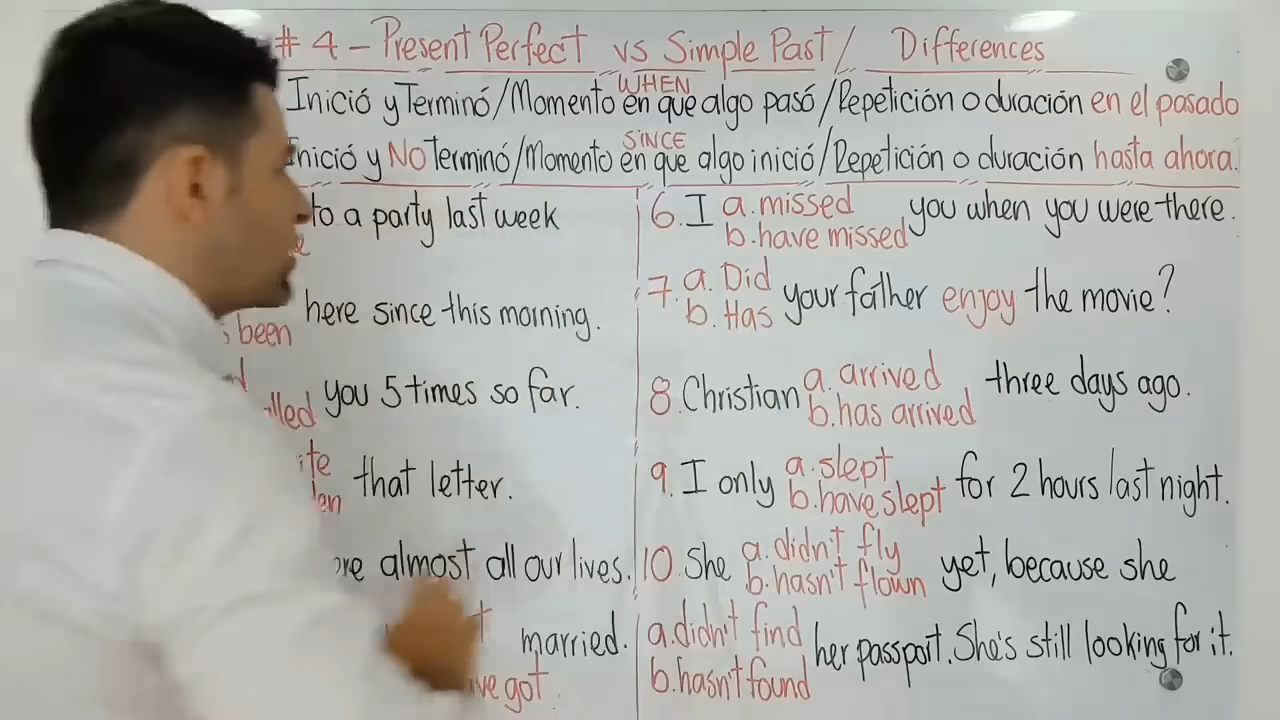 # 4 - Present Perfect vs Simple Past / Differences
WHEN
Inició y Terminó/Momento en que algo pasó/Repetición o duración en el pasado
SINCE
Inició y NO Terminó/Momento en que algo inició/Repetición o duración hasta ahora.
to a party last week
here since this morning.
been
you 5 times so far.
that letter.
almost all our lives.
married.
got.
6. I a. missed you when you were there.
b. have missed
7. a. Did your father enjoy the movie?
b. Has
8. Christian a. arrived three days ago.
b. has arrived
9. I only a. slept for 2 hours last night.
b. have slept
10. She a. didn't fly yet, because she
b. hasn't flown
a. didn't find her passport. She's still looking for it.
b. hasn't found